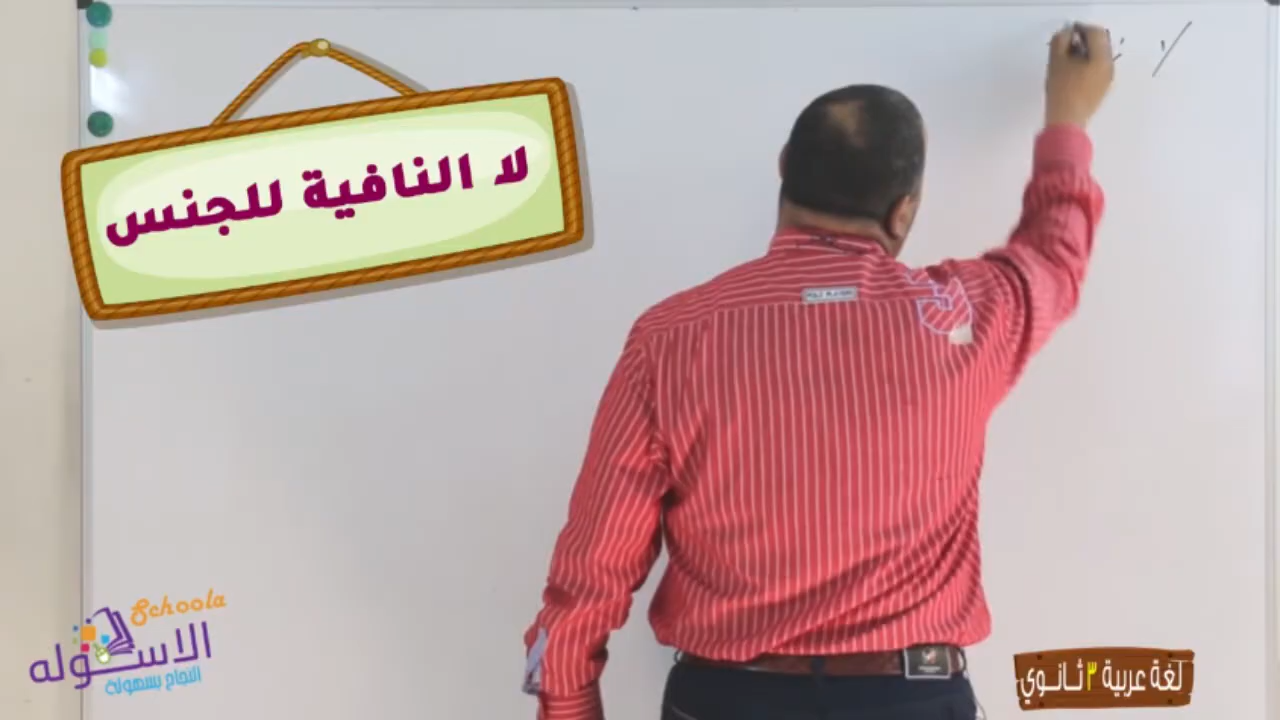 لا النافية للجنس
Schoola
الاسكوله
النجاح بسهولة
لغة عربية ٣ ثانوي